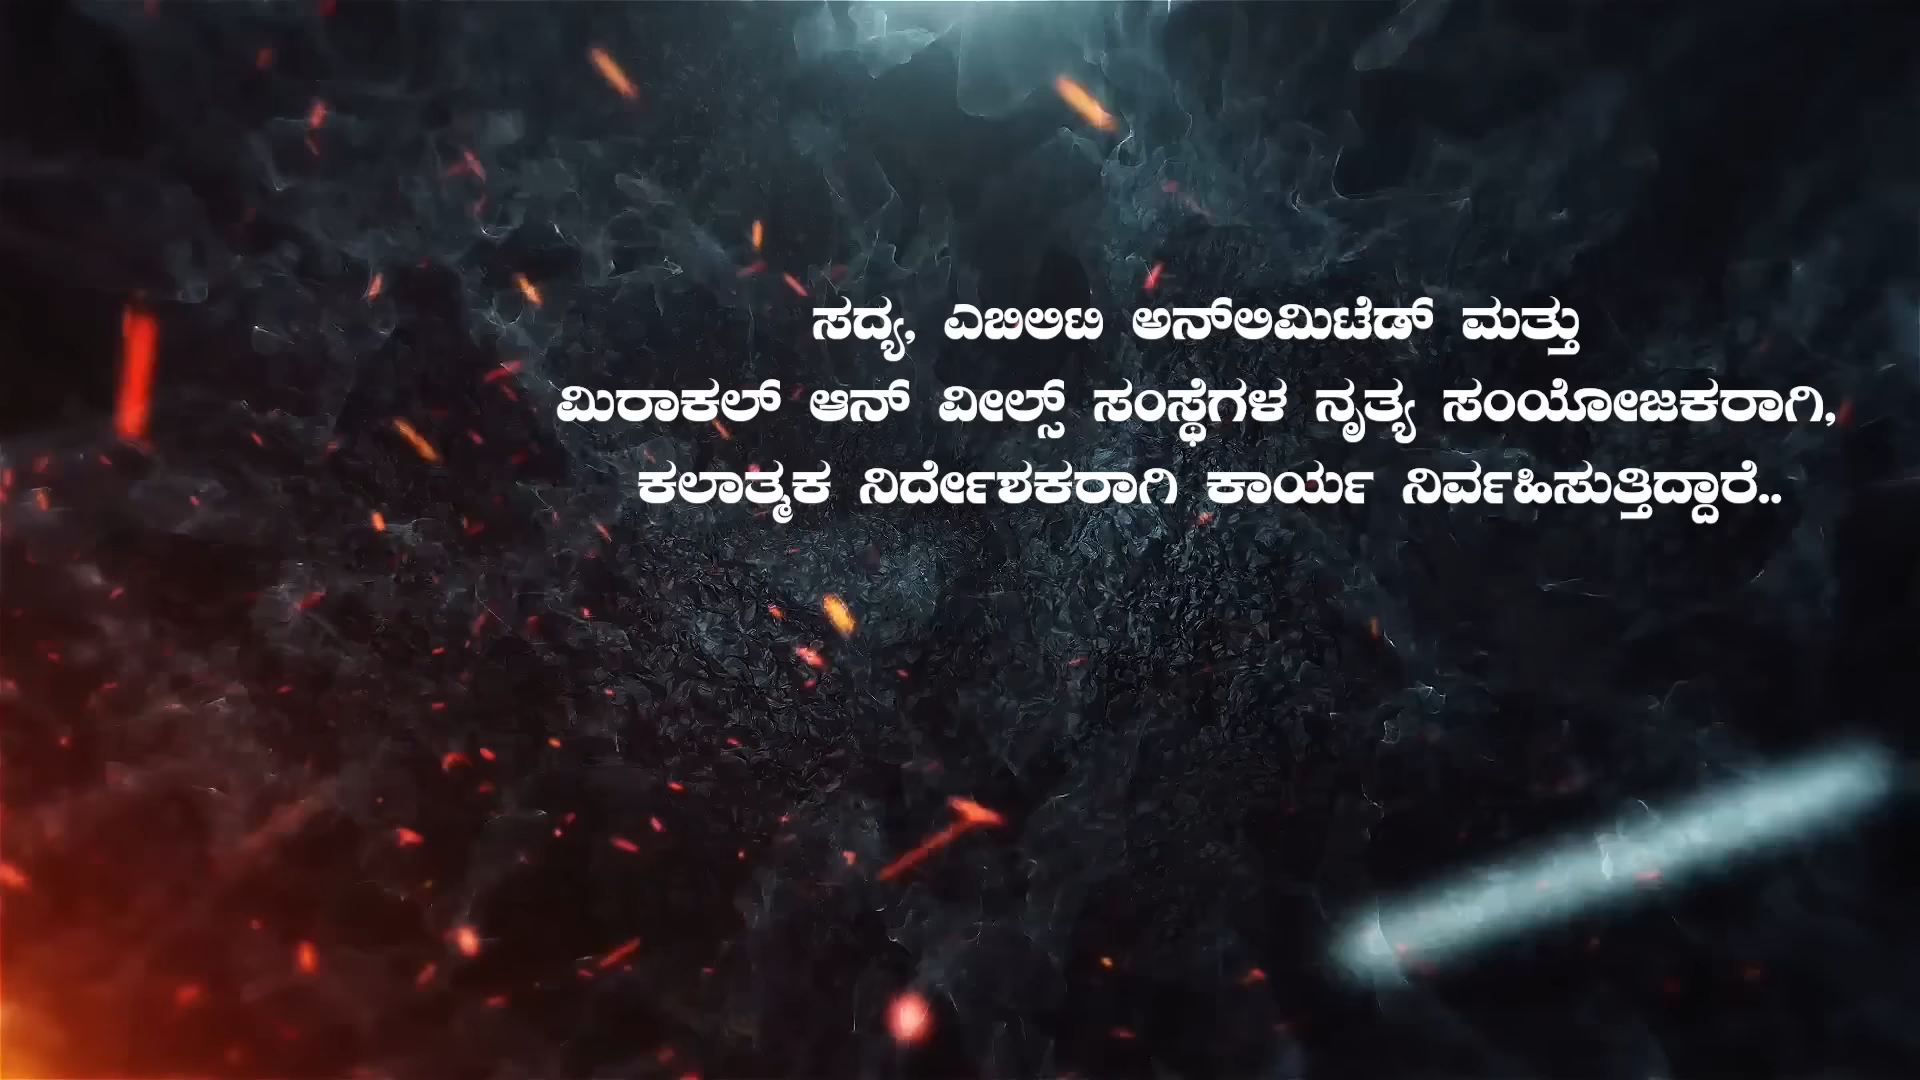 ಸದ್ಯ, ಎಬಿಲಿಟಿ ಅನ್‌ಲಿಮಿಟೆಡ್ ಮತ್ತು
ಮಿರಾಕಲ್ ಆನ್ ವೀಲ್ಸ್ ಸಂಸ್ಥೆಗಳ ನೃತ್ಯ ಸಂಯೋಜಕರಾಗಿ,
ಕಲಾತ್ಮಕ ನಿರ್ದೇಶಕರಾಗಿ ಕಾರ್ಯ ನಿರ್ವಹಿಸುತ್ತಿದ್ದಾರೆ..